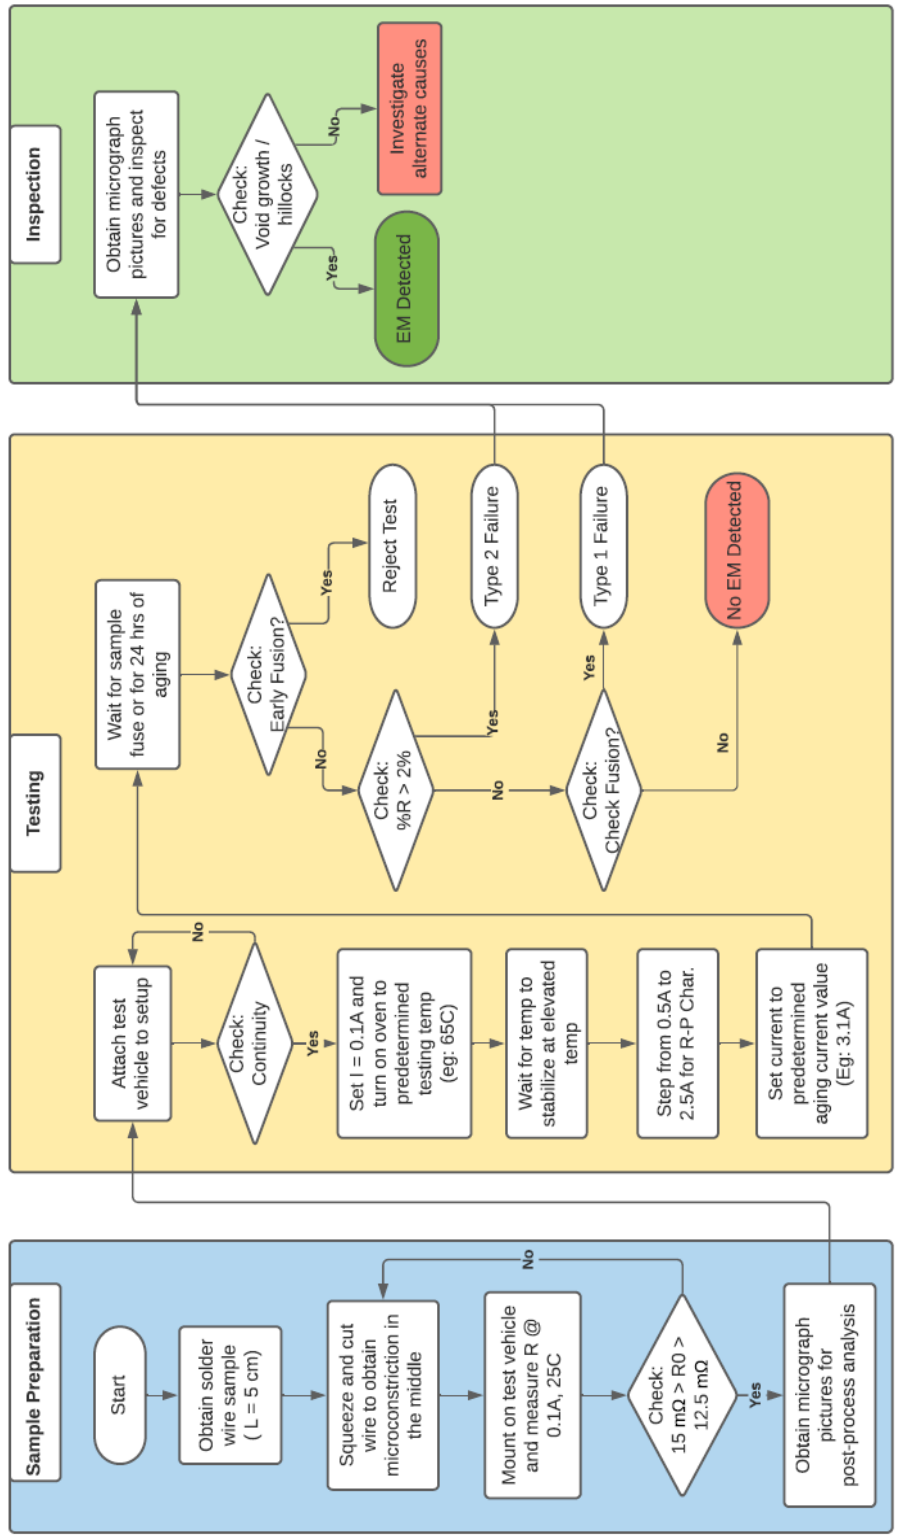 Sample Preparation
Start
Obtain solder
wire sample
( L = 5 cm)
Squeeze and cut
wire to obtain
microconstriction in
the middle
Mount on test vehicle
and measure R @
0.1A, 25C
Check:
15 mΩ > R0 >
12.5 mΩ
No
Yes
Obtain micrograph
pictures for
post-process analysis
Testing
Attach test
vehicle to setup
Check:
Continuity
No
Yes
Set I = 0.1A and
turn on oven to
predetermined
testing temp
(eg: 65C)
Wait for temp to
stabilize at elevated
temp
Step from 0.5A to
2.5A for R-P Char.
Set current to
predetermined
aging current value
(Eg: 3.1A)
Wait for sample
fuse or for 24 hrs of
aging
Check:
Early Fusion?
Yes
No
Reject Test
Check:
%R > 2%
Yes
No
Type 2 Failure
Check:
Check Fusion?
Yes
No
Type 1 Failure
No EM Detected
Inspection
Obtain micrograph
pictures and inspect
for defects
Check:
Void growth /
hillocks
Yes
No
EM Detected
Investigate
alternate causes